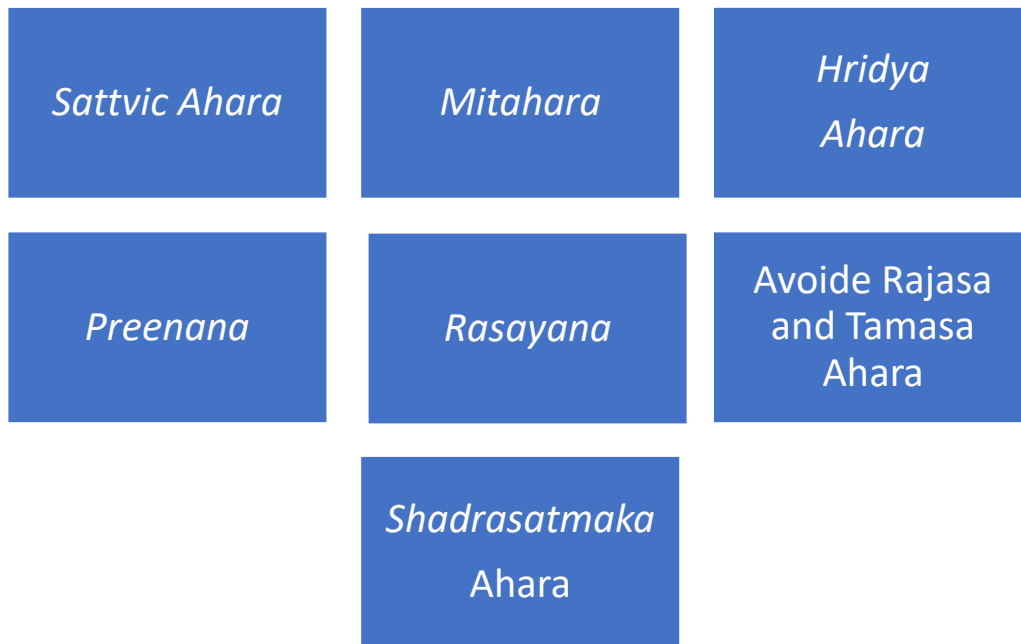 Sattvic Ahara
Mitahara
Hridya
Ahara
Preenana
Rasayana
Avoide Rajasa
and Tamasa
Ahara
Shadrasatmaka
Ahara